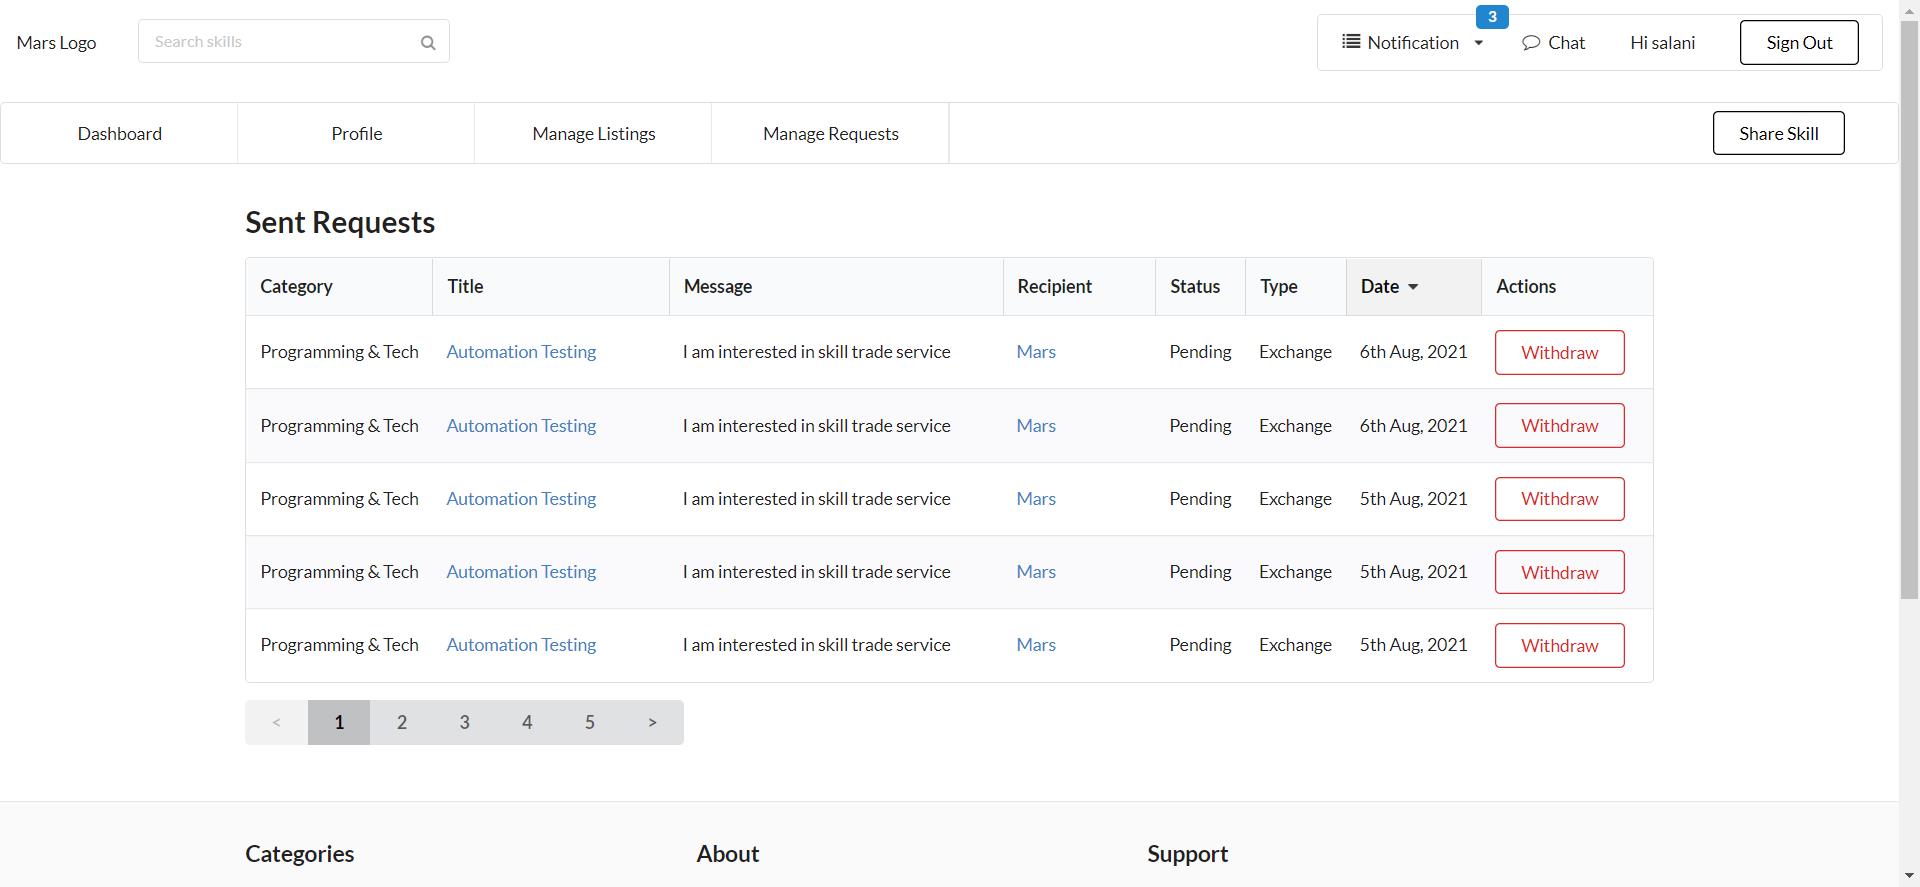 Mars Logo Search skills Notification 3 Chat Hi salani Sign Out
Dashboard Profile Manage Listings Manage Requests Share Skill
Sent Requests
Category Title Message Recipient Status Type Date Actions
Programming & Tech Automation Testing I am interested in skill trade service Mars Pending Exchange 6th Aug, 2021 Withdraw
Programming & Tech Automation Testing I am interested in skill trade service Mars Pending Exchange 6th Aug, 2021 Withdraw
Programming & Tech Automation Testing I am interested in skill trade service Mars Pending Exchange 5th Aug, 2021 Withdraw
Programming & Tech Automation Testing I am interested in skill trade service Mars Pending Exchange 5th Aug, 2021 Withdraw
Programming & Tech Automation Testing I am interested in skill trade service Mars Pending Exchange 5th Aug, 2021 Withdraw
< 1 2 3 4 5 >
Categories About Support